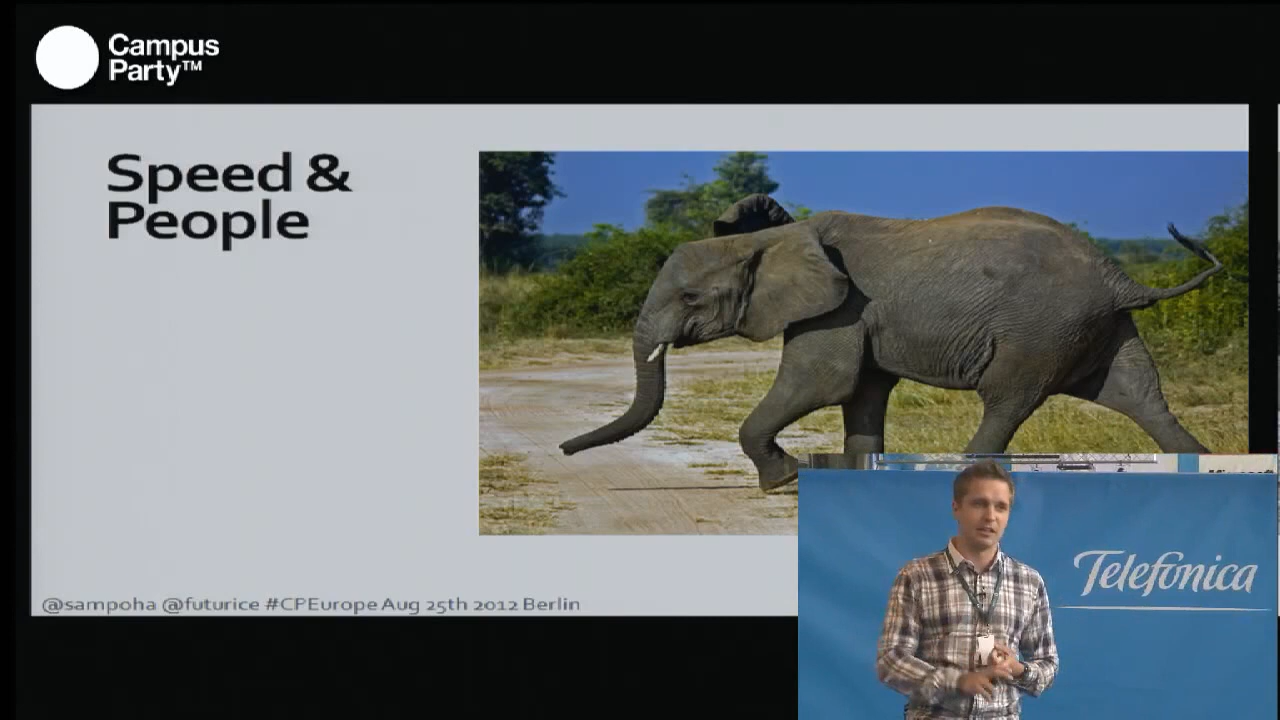 Campus
Party™
Speed &
People
@sampoha @futurice #CPEurope Aug 25th 2012 Berlin
Telefónica